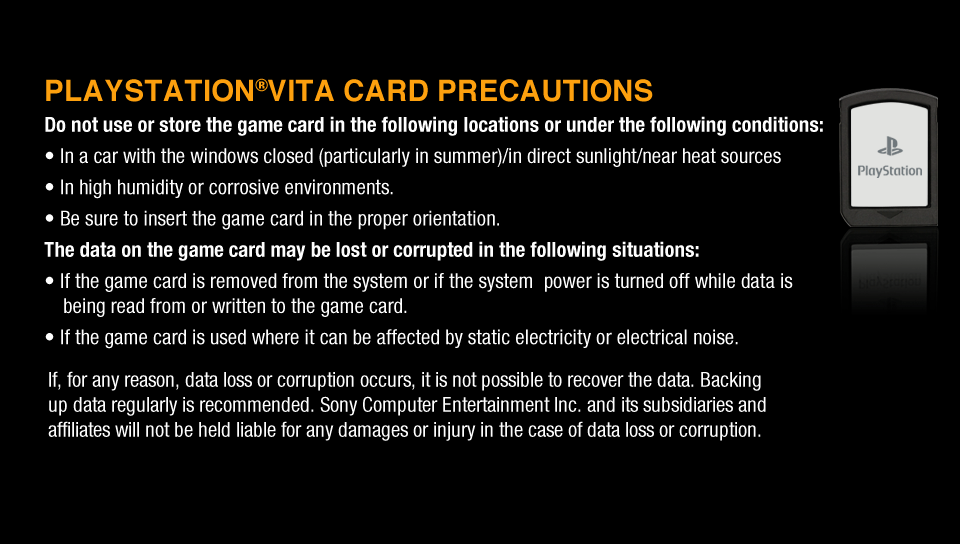 PLAYSTATION®VITA CARD PRECAUTIONS
Do not use or store the game card in the following locations or under the following conditions:
• In a car with the windows closed (particularly in summer)/in direct sunlight/near heat sources
• In high humidity or corrosive environments.
• Be sure to insert the game card in the proper orientation.
The data on the game card may be lost or corrupted in the following situations:
• If the game card is removed from the system or if the system  power is turned off while data is
being read from or written to the game card.
• If the game card is used where it can be affected by static electricity or electrical noise.
If, for any reason, data loss or corruption occurs, it is not possible to recover the data. Backing
up data regularly is recommended. Sony Computer Entertainment Inc. and its subsidiaries and
affiliates will not be held liable for any damages or injury in the case of data loss or corruption.
PlayStation